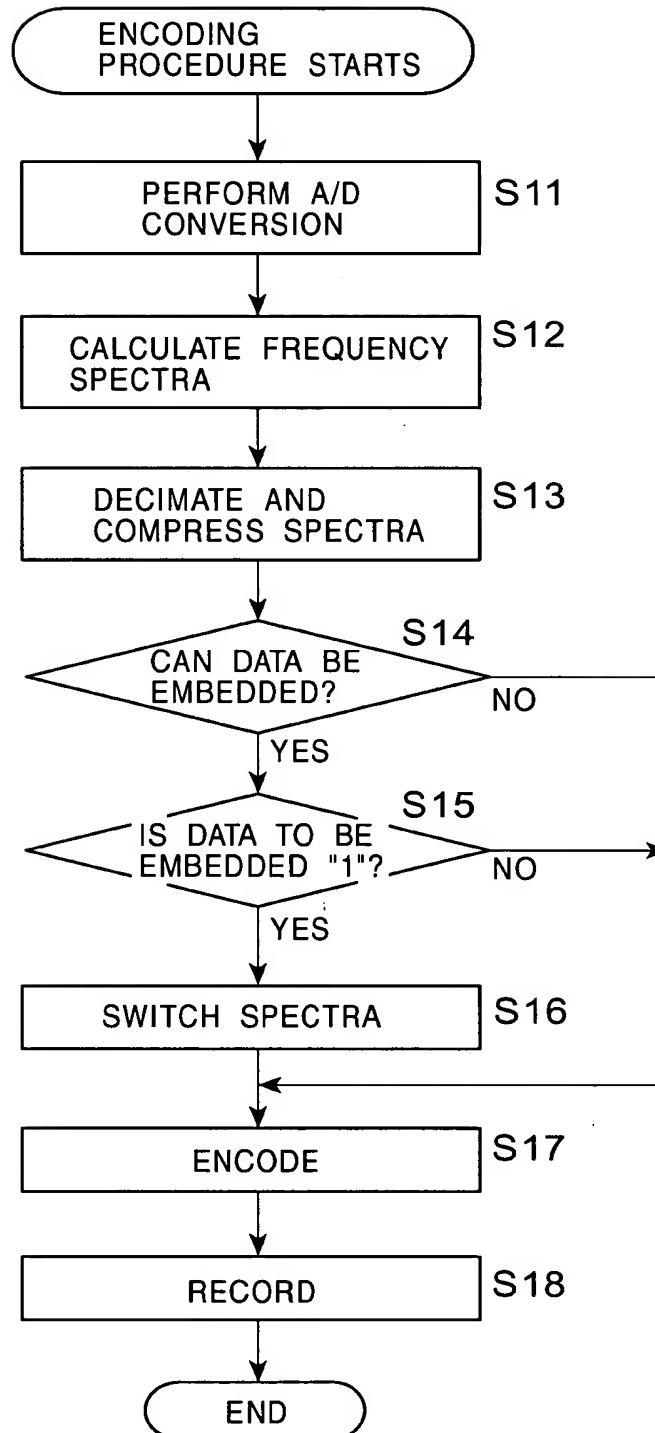 ENCODING
PROCEDURE STARTS
PERFORM A/D
CONVERSION
S11
CALCULATE FREQUENCY
SPECTRA
S12
DECIMATE AND
COMPRESS SPECTRA
S13
S14
CAN DATA BE
EMBEDDED?
NO
YES
S15
IS DATA TO BE
EMBEDDED "1"?
NO
YES
SWITCH SPECTRA
S16
ENCODE
S17
RECORD
S18
END